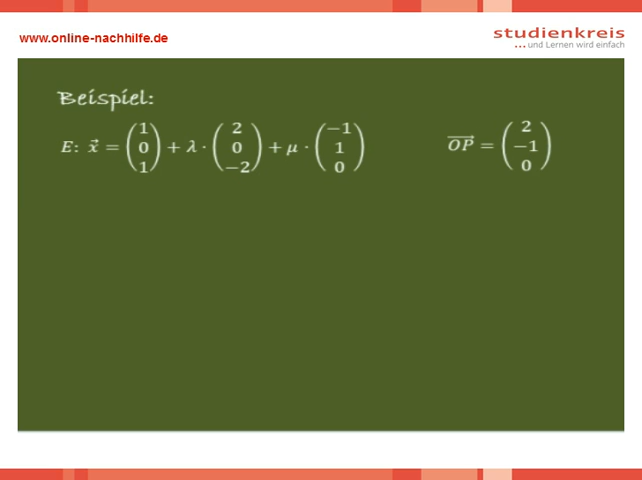 www.online-nachhilfe.de
studienkreis
...und Lernen wird einfach
Beispiel:
E: x⃗ = (1 0 1) + λ · (2 0 −2) + μ · (−1 1 0)
OP⃗ = (2 −1 0)